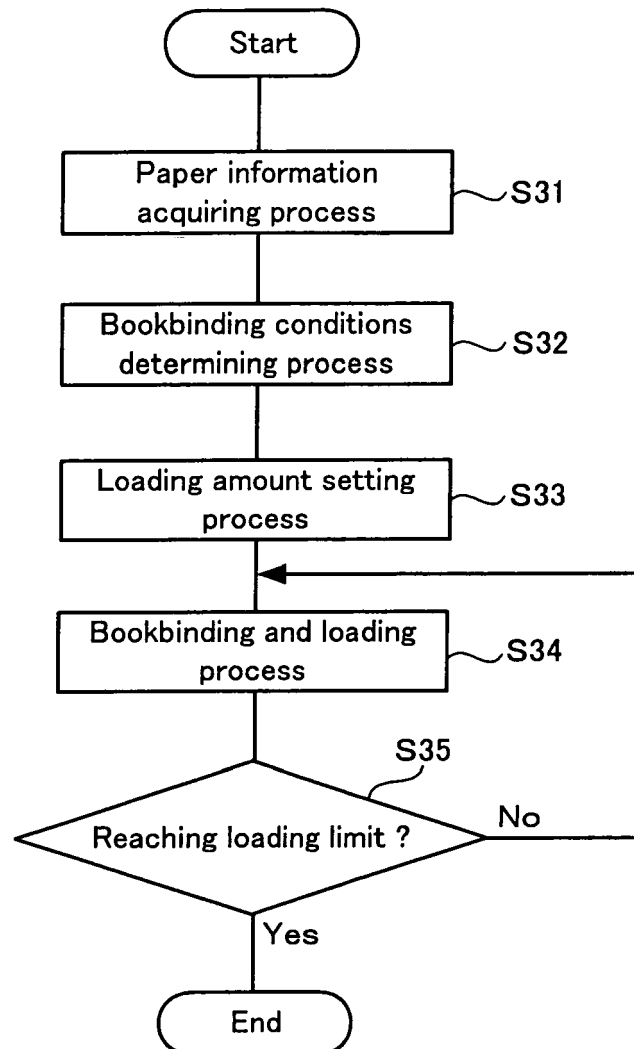 Start
Paper information
acquiring process
S31
Bookbinding conditions
determining process
S32
Loading amount setting
process
S33
Bookbinding and loading
process
S34
S35
Reaching loading limit ?
No
Yes
End